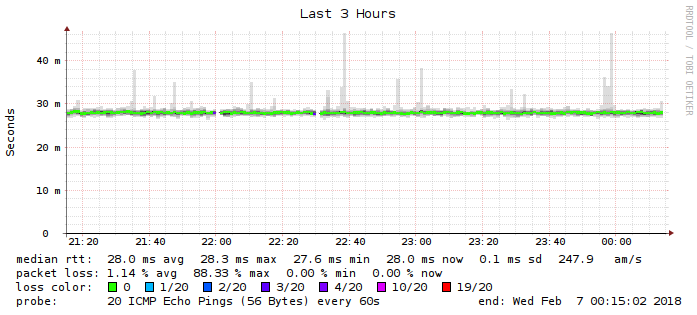 Last 3 Hours
RRDTOOL / TOBI OETIKER
Seconds
40 m
30 m
20 m
10 m
0
21:20 21:40 22:00 22:20 22:40 23:00 23:20 23:40 00:00
median rtt: 28.0 ms avg 28.3 ms max 27.6 ms min 28.0 ms now 0.1 ms sd 247.9 am/s
packet loss: 1.14 % avg 88.33 % max 0.00 % min 0.00 % now
loss color: 0 1/20 2/20 3/20 4/20 10/20 19/20
probe: 20 ICMP Echo Pings (56 Bytes) every 60s end: Wed Feb 7 00:15:02 2018